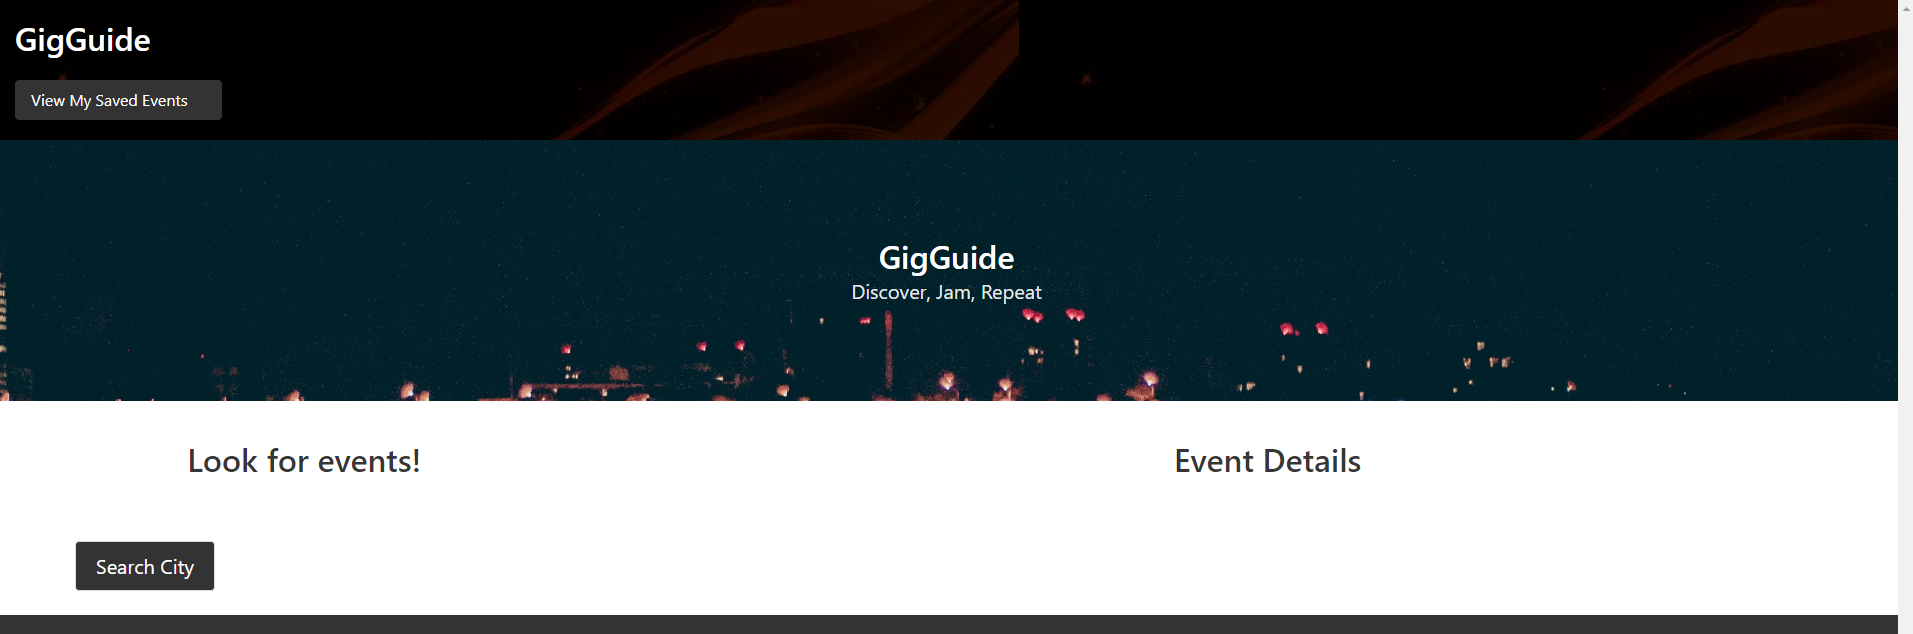 GigGuide
View My Saved Events
GigGuide
Discover, Jam, Repeat
Look for events!
Event Details
Search City